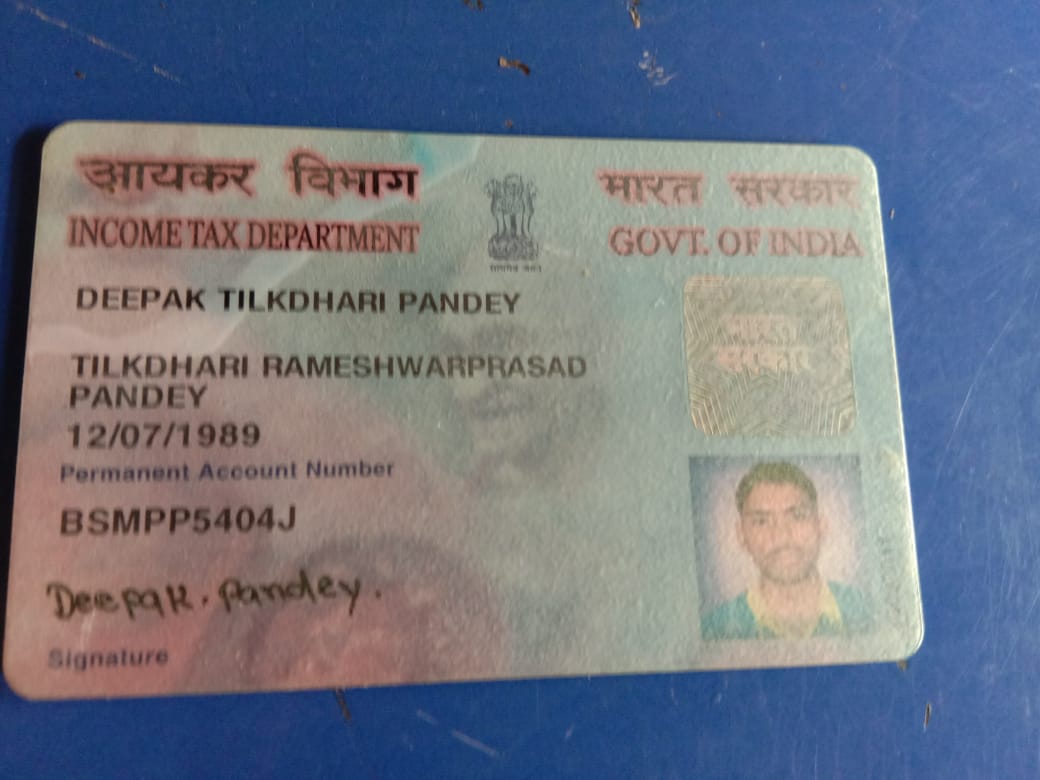 आयकर विभाग
INCOME TAX DEPARTMENT
भारत सरकार
GOVT. OF INDIA
DEEPAK TILKDHARI PANDEY
TILKDHARI RAMESHWARPRASAD
PANDEY
12/07/1989
Permanent Account Number
BSMPP5404J
Deepak. Pandey.
Signature
भारत
सरकार